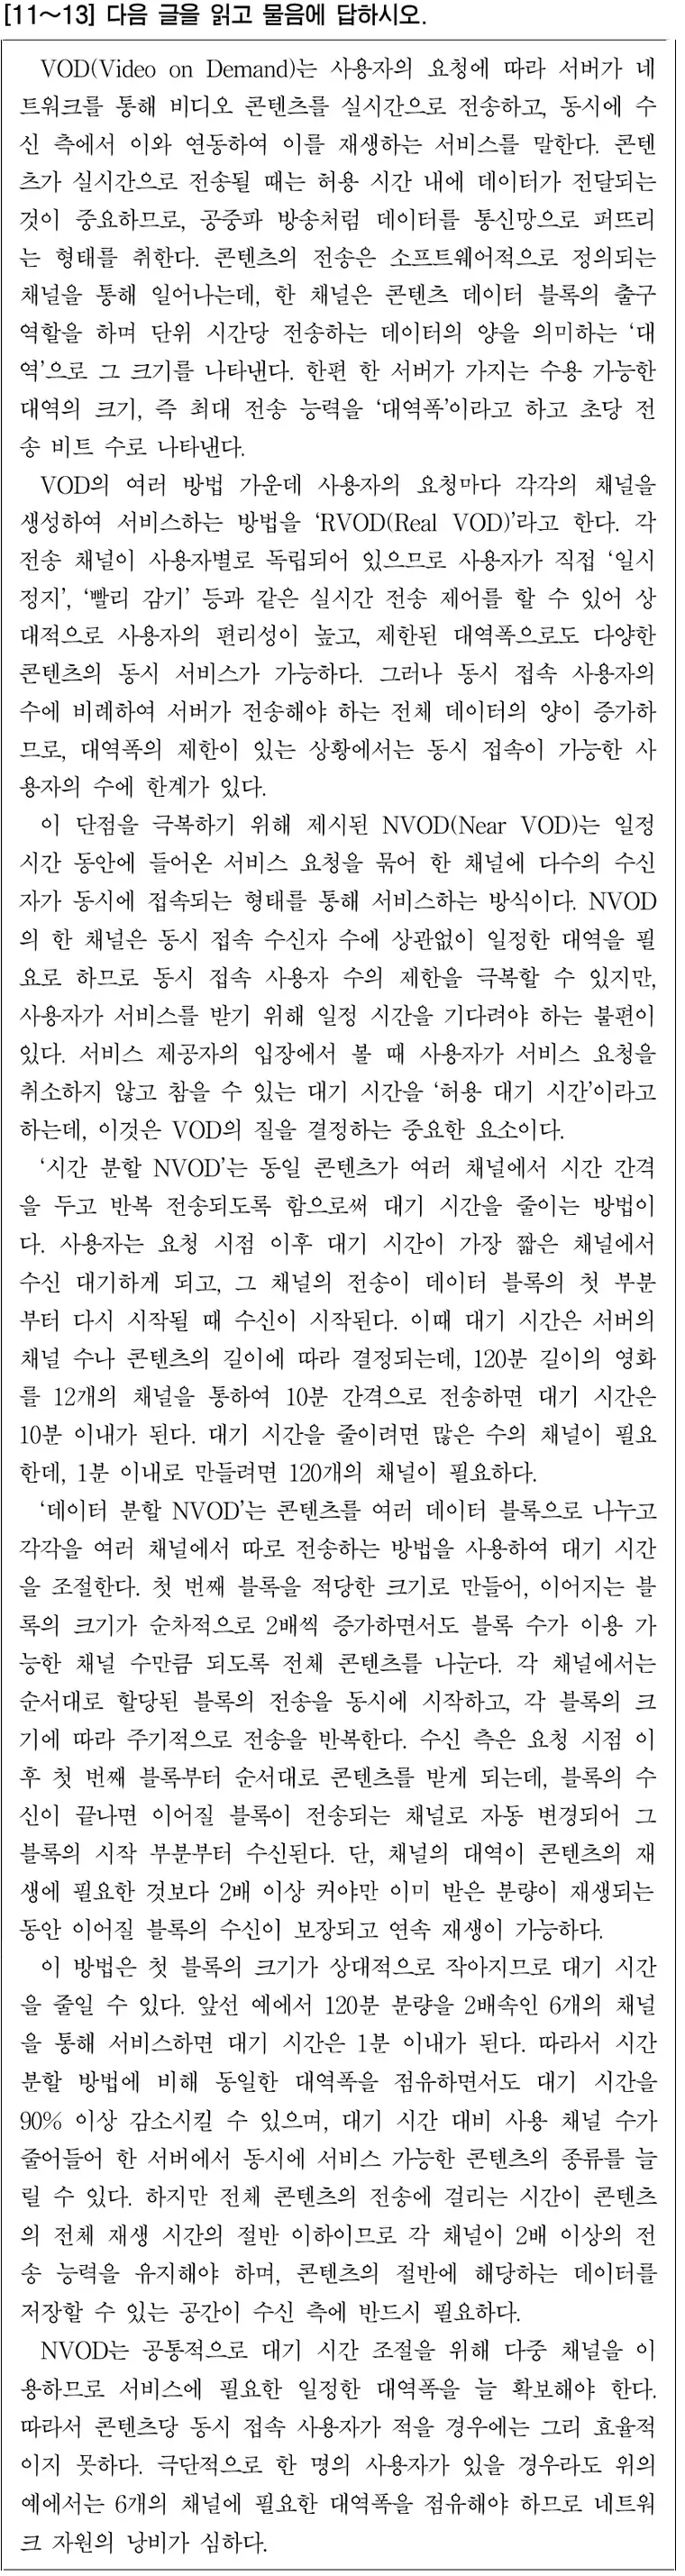 [11～13] 다음 글을 읽고 물음에 답하시오.
VOD(Video on Demand)는 사용자의 요청에 따라 서버가 네
트워크를 통해 비디오 콘텐츠를 실시간으로 전송하고, 동시에 수
신 측에서 이와 연동하여 이를 재생하는 서비스를 말한다. 콘텐
츠가 실시간으로 전송될 때는 허용 시간 내에 데이터가 전달되는
것이 중요하므로, 공중파 방송처럼 데이터를 통신망으로 퍼뜨리
는 형태를 취한다. 콘텐츠의 전송은 소프트웨어적으로 정의되는
채널을 통해 일어나는데, 한 채널은 콘텐츠 데이터 블록의 출구
역할을 하며 단위 시간당 전송하는 데이터의 양을 의미하는 ‘대
역’으로 그 크기를 나타낸다. 한편 한 서버가 가지는 수용 가능한
대역의 크기, 즉 최대 전송 능력을 ‘대역폭’이라고 하고 초당 전
송 비트 수로 나타낸다.
VOD의 여러 방법 가운데 사용자의 요청마다 각각의 채널을
생성하여 서비스하는 방법을 ‘RVOD(Real VOD)’라고 한다. 각
전송 채널이 사용자별로 독립되어 있으므로 사용자가 직접 ‘일시
정지’, ‘빨리 감기’ 등과 같은 실시간 전송 제어를 할 수 있어 상
대적으로 사용자의 편리성이 높고, 제한된 대역폭으로도 다양한
콘텐츠의 동시 서비스가 가능하다. 그러나 동시 접속 사용자의
수에 비례하여 서버가 전송해야 하는 전체 데이터의 양이 증가하
므로, 대역폭의 제한이 있는 상황에서는 동시 접속이 가능한 사
용자의 수에 한계가 있다.
이 단점을 극복하기 위해 제시된 NVOD(Near VOD)는 일정
시간 동안에 들어온 서비스 요청을 묶어 한 채널에 다수의 수신
자가 동시에 접속되는 형태를 통해 서비스하는 방식이다. NVOD
의 한 채널은 동시 접속 수신자 수에 상관없이 일정한 대역을 필
요로 하므로 동시 접속 사용자 수의 제한을 극복할 수 있지만,
사용자가 서비스를 받기 위해 일정 시간을 기다려야 하는 불편이
있다. 서비스 제공자의 입장에서 볼 때 사용자가 서비스 요청을
취소하지 않고 참을 수 있는 대기 시간을 ‘허용 대기 시간’이라고
하는데, 이것은 VOD의 질을 결정하는 중요한 요소이다.
‘시간 분할 NVOD’는 동일 콘텐츠가 여러 채널에서 시간 간격
을 두고 반복 전송되도록 함으로써 대기 시간을 줄이는 방법이
다. 사용자는 요청 시점 이후 대기 시간이 가장 짧은 채널에서
수신 대기하게 되고, 그 채널의 전송이 데이터 블록의 첫 부분
부터 다시 시작될 때 수신이 시작된다. 이때 대기 시간은 서버의
채널 수나 콘텐츠의 길이에 따라 결정되는데, 120분 길이의 영화
를 12개의 채널을 통하여 10분 간격으로 전송하면 대기 시간은
10분 이내가 된다. 대기 시간을 줄이려면 많은 수의 채널이 필요
한데, 1분 이내로 만들려면 120개의 채널이 필요하다.
‘데이터 분할 NVOD’는 콘텐츠를 여러 데이터 블록으로 나누고
각각을 여러 채널에서 따로 전송하는 방법을 사용하여 대기 시간
을 조절한다. 첫 번째 블록을 적당한 크기로 만들어, 이어지는 블
록의 크기가 순차적으로 2배씩 증가하면서도 블록 수가 이용 가
능한 채널 수만큼 되도록 전체 콘텐츠를 나눈다. 각 채널에서는
순서대로 할당된 블록의 전송을 동시에 시작하고, 각 블록의 크
기에 따라 주기적으로 전송을 반복한다. 수신 측은 요청 시점 이
후 첫 번째 블록부터 순서대로 콘텐츠를 받게 되는데, 블록의 수
신이 끝나면 이어질 블록이 전송되는 채널로 자동 변경되어 그
블록의 시작 부분부터 수신된다. 단, 채널의 대역이 콘텐츠의 재
생에 필요한 것보다 2배 이상 커야만 이미 받은 분량이 재생되는
동안 이어질 블록의 수신이 보장되고 연속 재생이 가능하다.
이 방법은 첫 블록의 크기가 상대적으로 작아지므로 대기 시간
을 줄일 수 있다. 앞선 예에서 120분 분량을 2배속인 6개의 채널
을 통해 서비스하면 대기 시간은 1분 이내가 된다. 따라서 시간
분할 방법에 비해 동일한 대역폭을 점유하면서도 대기 시간을
90% 이상 감소시킬 수 있으며, 대기 시간 대비 사용 채널 수가
줄어들어 한 서버에서 동시에 서비스 가능한 콘텐츠의 종류를 늘
릴 수 있다. 하지만 전체 콘텐츠의 전송에 걸리는 시간이 콘텐츠
의 전체 재생 시간의 절반 이하이므로 각 채널이 2배 이상의 전
송 능력을 유지해야 하며, 콘텐츠의 절반에 해당하는 데이터를
저장할 수 있는 공간이 수신 측에 반드시 필요하다.
NVOD는 공통적으로 대기 시간 조절을 위해 다중 채널을 이
용하므로 서비스에 필요한 일정한 대역폭을 늘 확보해야 한다.
따라서 콘텐츠당 동시 접속 사용자가 적을 경우에는 그리 효율적
이지 못하다. 극단적으로 한 명의 사용자가 있을 경우라도 위의
예에서는 6개의 채널에 필요한 대역폭을 점유해야 하므로 네트워
크 자원의 낭비가 심하다.